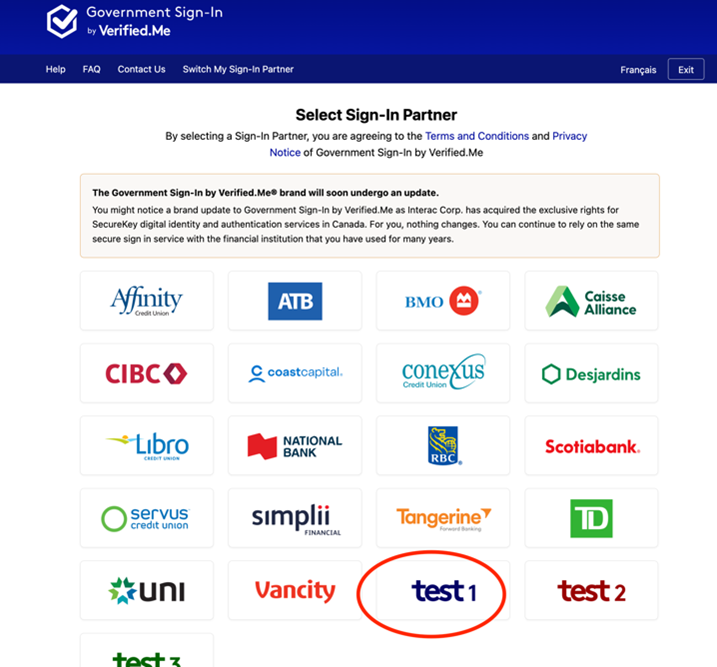 Government Sign-In
by Verified.Me
Help FAQ Contact Us Switch My Sign-In Partner Français Exit
Select Sign-In Partner
By selecting a Sign-In Partner, you are agreeing to the Terms and Conditions and Privacy
Notice of Government Sign-In by Verified.Me
The Government Sign-In by Verified.Me® brand will soon undergo an update.
You might notice a brand update to Government Sign-In by Verified.Me as Interac Corp. has acquired the exclusive rights for
SecureKey digital identity and authentication services in Canada. For you, nothing changes. You can continue to rely on the same
secure sign in service with the financial institution that you have used for many years.
Affinity
Credit Union
ATB
BMO
Caisse
Alliance
CIBC
coastcapital.
conexus
Credit Union
Desjardins
Libro
CREDIT UNION
NATIONAL
BANK
RBC
Scotiabank
servus
credit union
simplii
FINANCIAL
Tangerine
Forward Banking
TD
UNI
Vancity
test 1
test 2
test 3